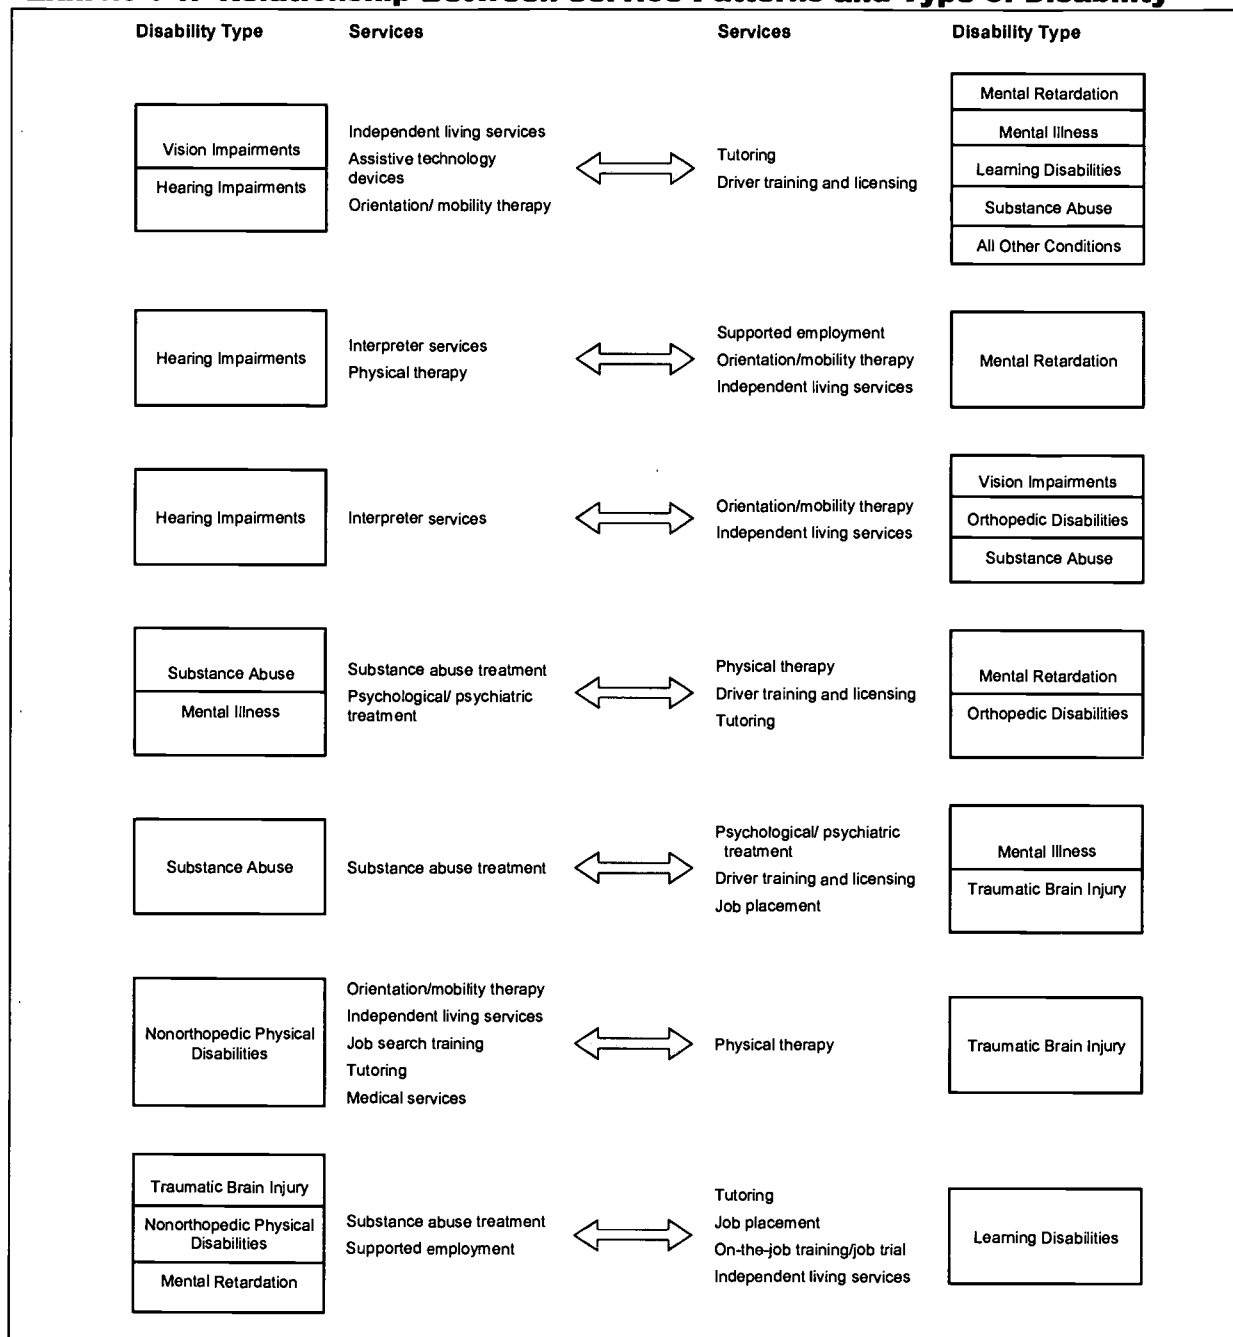 Relationship Between Service Patterns and Type of Disability
Disability Type
Services
Services
Disability Type
Vision Impairments
Hearing Impairments
Independent living services
Assistive technology
devices
Orientation/ mobility therapy
Tutoring
Driver training and licensing
Mental Retardation
Mental Illness
Learning Disabilities
Substance Abuse
All Other Conditions
Hearing Impairments
Interpreter services
Physical therapy
Supported employment
Orientation/mobility therapy
Independent living services
Mental Retardation
Hearing Impairments
Interpreter services
Orientation/mobility therapy
Independent living services
Vision Impairments
Orthopedic Disabilities
Substance Abuse
Substance Abuse
Mental Illness
Substance abuse treatment
Psychological/ psychiatric
treatment
Physical therapy
Driver training and licensing
Tutoring
Mental Retardation
Orthopedic Disabilities
Substance Abuse
Substance abuse treatment
Psychological/ psychiatric
treatment
Driver training and licensing
Job placement
Mental Illness
Traumatic Brain Injury
Nonorthopedic Physical
Disabilities
Orientation/mobility therapy
Independent living services
Job search training
Tutoring
Medical services
Physical therapy
Traumatic Brain Injury
Traumatic Brain Injury
Nonorthopedic Physical
Disabilities
Mental Retardation
Substance abuse treatment
Supported employment
Tutoring
Job placement
On-the-job training/job trial
Independent living services
Learning Disabilities